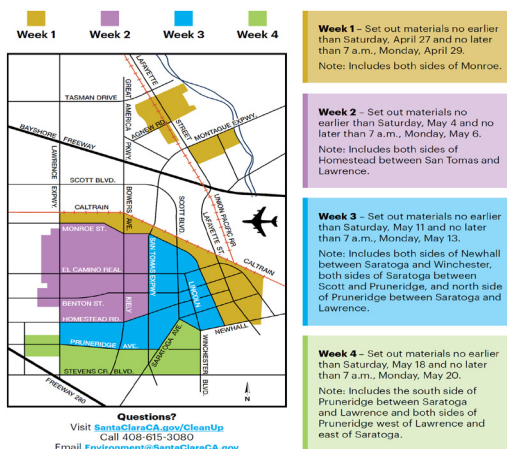 Week 1
Week 2
Week 3
Week 4
LAFAYETTE
STREET
TASMAN DRIVE
GREAT
AMERICA
PKWY.
AGNEW RD.
MONTAGUE EXPWY.
BAYSHORE FREEWAY
LAWRENCE
EXPWY.
SCOTT BLVD.
BOWERS
AVE.
SCOTT BLVD.
UNION PACIFIC RR
LAFAYETTE ST.
CALTRAIN
CALTRAIN
MONROE ST.
SAN TOMAS EXPWY
EL CAMINO REAL
LINCOLN
BENTON ST.
KIELY
HOMESTEAD RD.
NEWHALL
PRUNERIDGE AVE.
SARATOGA AVE.
WINCHESTER
BLVD.
STEVENS CR. BLVD.
FREEWAY 280
N
Questions?
Visit SantaClaraCA.gov/CleanUp
Call 408-615-3080
Email Environment@SantaClaraCA.gov
Week 1 – Set out materials no earlier
than Saturday, April 27 and no later
than 7 a.m., Monday, April 29.
Note: Includes both sides of Monroe.
Week 2 – Set out materials no
earlier than Saturday, May 4 and no
later than 7 a.m., Monday, May 6.
Note: Includes both sides of
Homestead between San Tomas and
Lawrence.
Week 3 – Set out materials no earlier
than Saturday, May 11 and no later
than 7 a.m., Monday, May 13.
Note: Includes both sides of Newhall
between Saratoga and Winchester,
both sides of Saratoga between
Scott and Pruneridge, and north side
of Pruneridge between Saratoga and
Lawrence.
Week 4 – Set out materials no earlier
than Saturday, May 18 and no later
than 7 a.m., Monday, May 20.
Note: Includes the south side of
Pruneridge between Saratoga
and Lawrence and both sides of
Pruneridge west of Lawrence and
east of Saratoga.